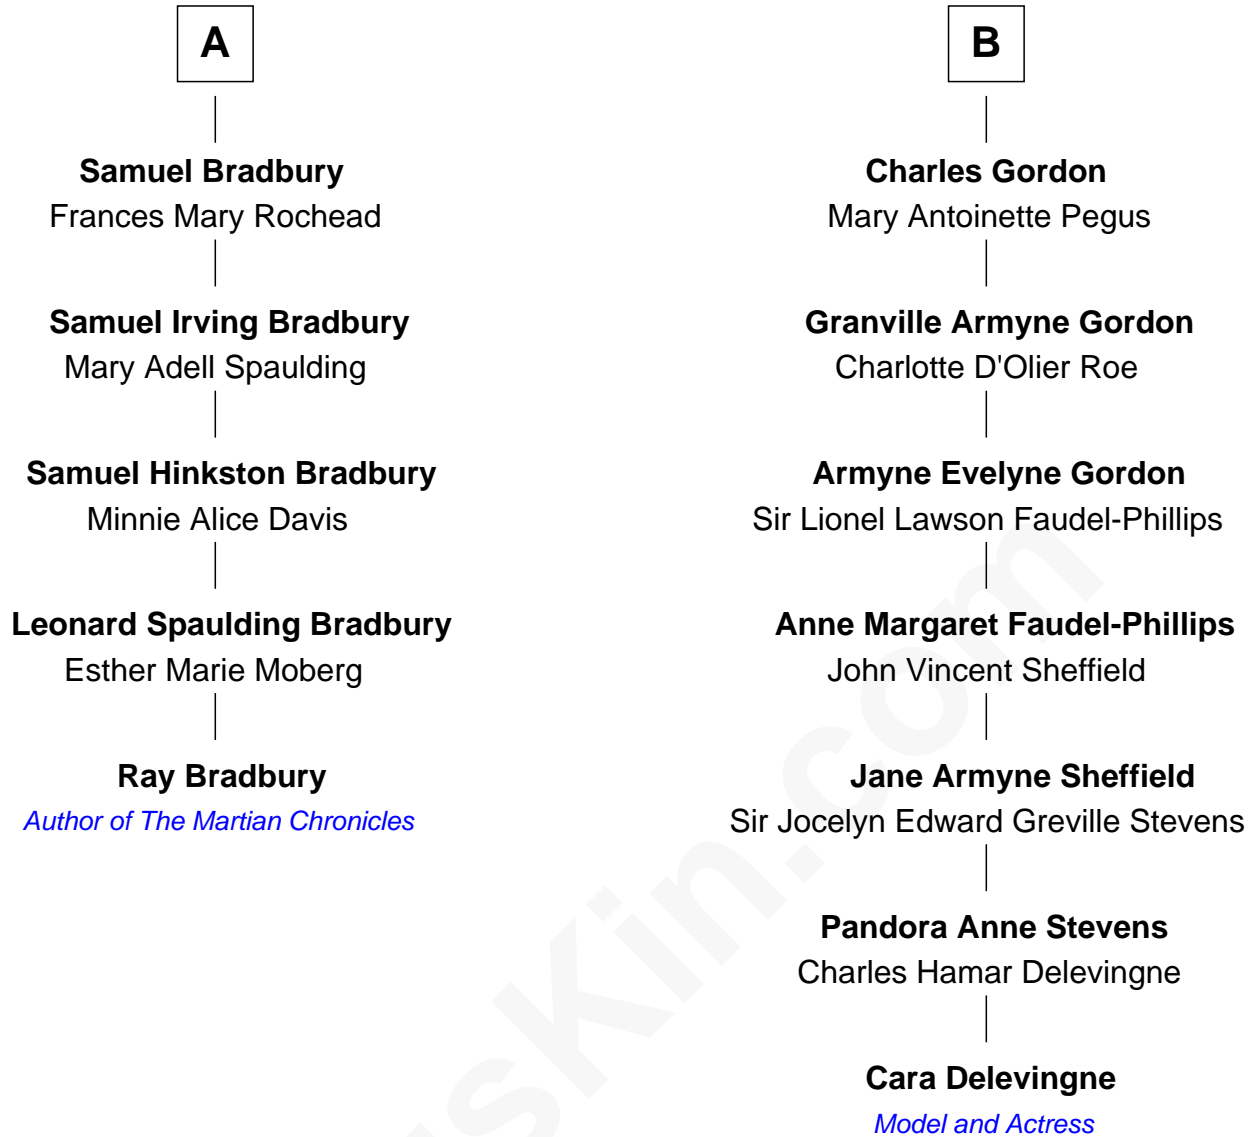 A
Samuel Bradbury
Frances Mary Rochead
Samuel Irving Bradbury
Mary Adell Spaulding
Samuel Hinkston Bradbury
Minnie Alice Davis
Leonard Spaulding Bradbury
Esther Marie Moberg
Ray Bradbury
Author of The Martian Chronicles
B
Charles Gordon
Mary Antoinette Pegus
Granville Armyne Gordon
Charlotte D'Olier Roe
Armyne Evelyne Gordon
Sir Lionel Lawson Faudel-Phillips
Anne Margaret Faudel-Phillips
John Vincent Sheffield
Jane Armyne Sheffield
Sir Jocelyn Edward Greville Stevens
Pandora Anne Stevens
Charles Hamar Delevingne
Cara Delevingne
Model and Actress
usKin.com